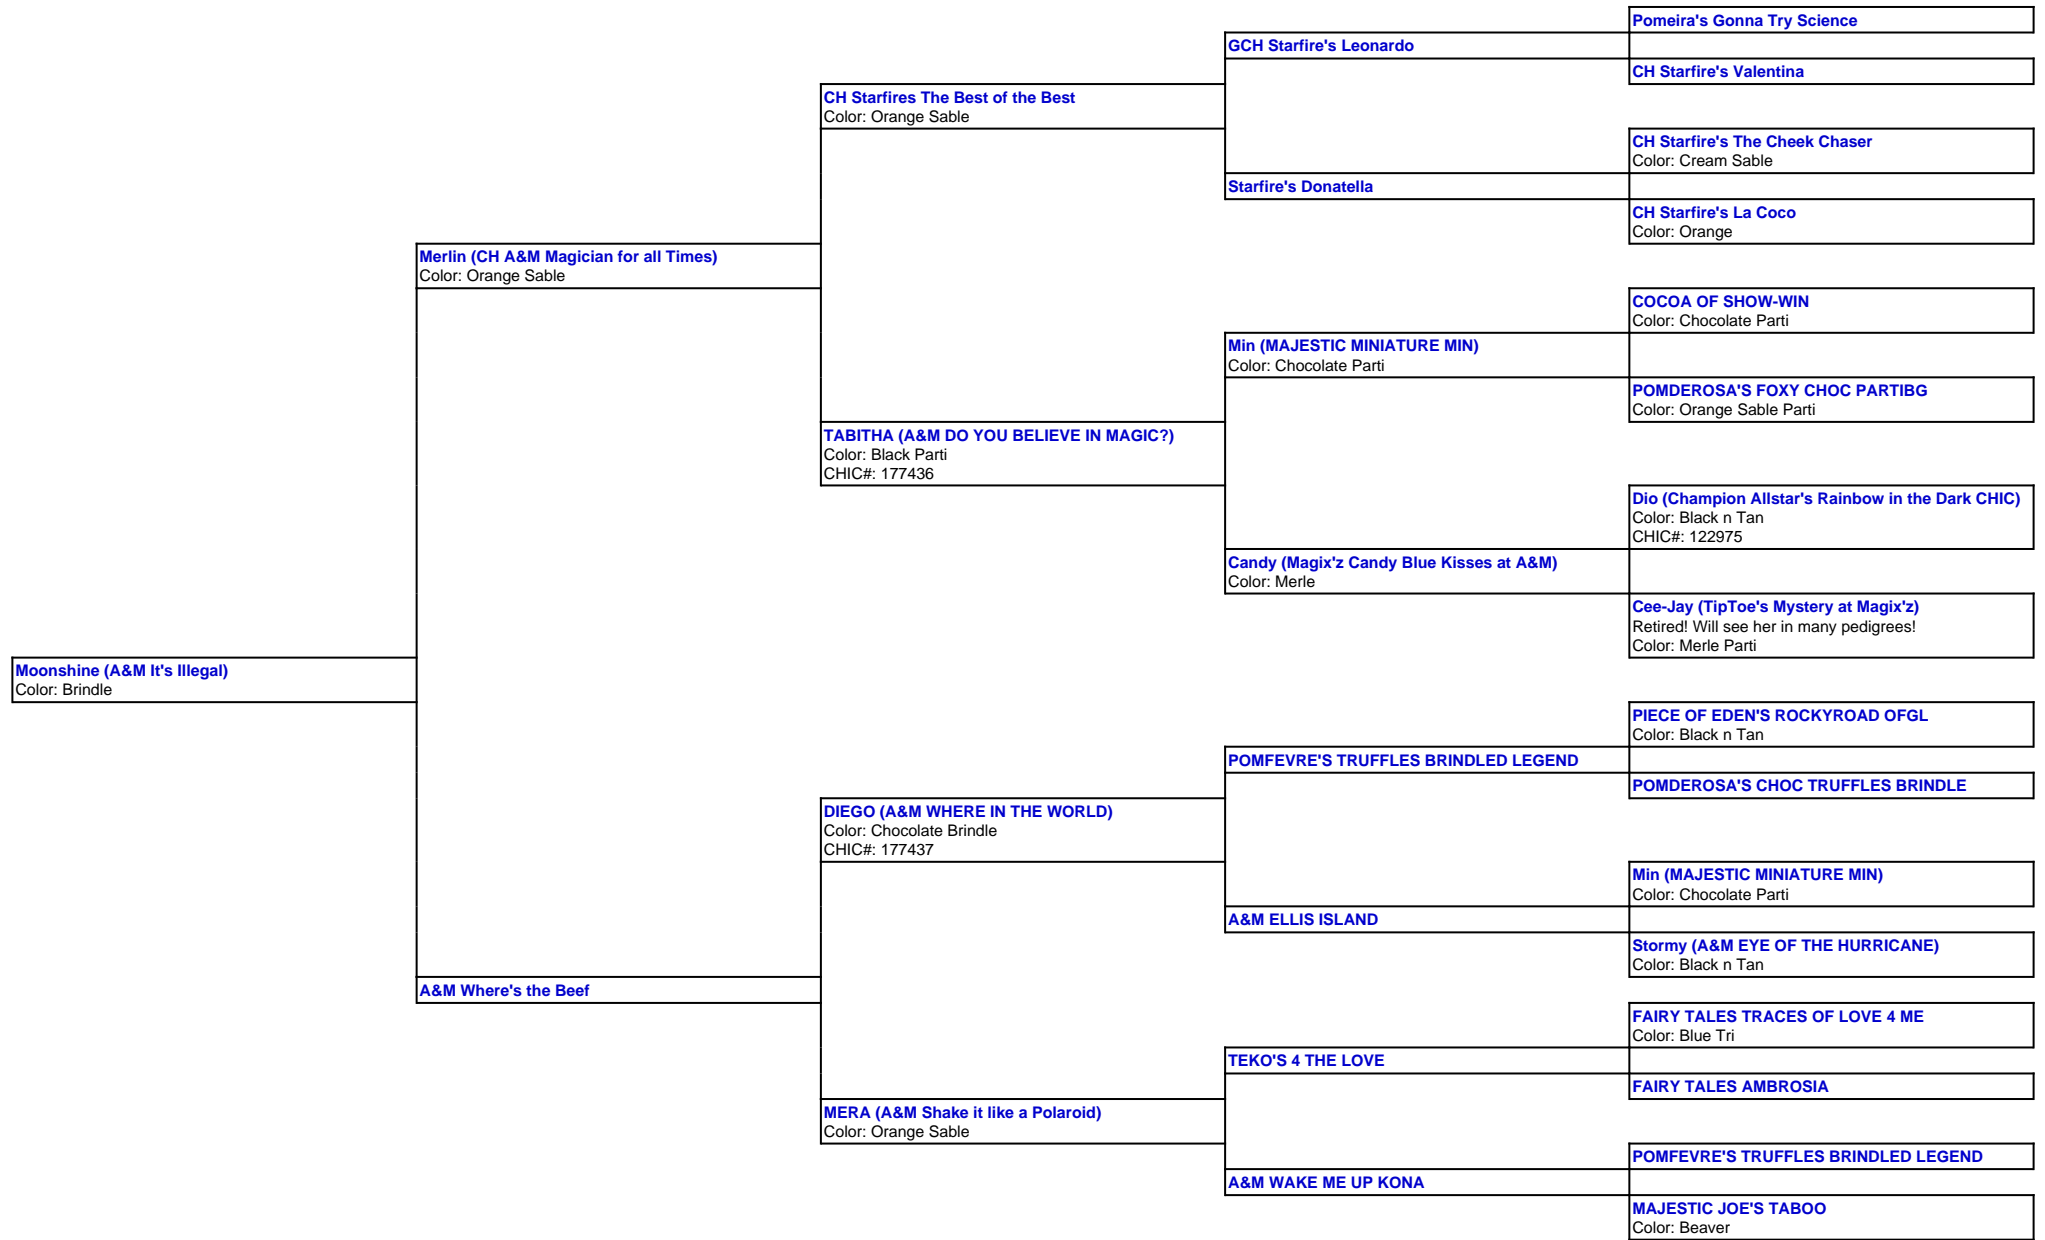 Pomeira's Gonna Try Science
GCH Starfire's Leonardo
CH Starfire's Valentina
CH Starfires The Best of the Best
Color: Orange Sable
CH Starfire's The Cheek Chaser
Color: Cream Sable
Starfire's Donatella
CH Starfire's La Coco
Color: Orange
Merlin (CH A&M Magician for all Times)
Color: Orange Sable
COCOA OF SHOW-WIN
Color: Chocolate Parti
Min (MAJESTIC MINIATURE MIN)
Color: Chocolate Parti
POMDEROSA'S FOXY CHOC PARTIBG
Color: Orange Sable Parti
TABITHA (A&M DO YOU BELIEVE IN MAGIC?)
Color: Black Parti
CHIC#: 177436
Dio (Champion Allstar's Rainbow in the Dark CHIC)
Color: Black n Tan
CHIC#: 122975
Candy (Magix'z Candy Blue Kisses at A&M)
Color: Merle
Cee-Jay (TipToe's Mystery at Magix'z)
Retired! Will see her in many pedigrees!
Color: Merle Parti
Moonshine (A&M It's Illegal)
Color: Brindle
PIECE OF EDEN'S ROCKYROAD OFGL
Color: Black n Tan
POMFEVRE'S TRUFFLES BRINDLED LEGEND
POMDEROSA'S CHOC TRUFFLES BRINDLE
DIEGO (A&M WHERE IN THE WORLD)
Color: Chocolate Brindle
CHIC#: 177437
Min (MAJESTIC MINIATURE MIN)
Color: Chocolate Parti
A&M ELLIS ISLAND
Stormy (A&M EYE OF THE HURRICANE)
Color: Black n Tan
A&M Where's the Beef
FAIRY TALES TRACES OF LOVE 4 ME
Color: Blue Tri
TEKO'S 4 THE LOVE
FAIRY TALES AMBROSIA
MERA (A&M Shake it like a Polaroid)
Color: Orange Sable
POMFEVRE'S TRUFFLES BRINDLED LEGEND
A&M WAKE ME UP KONA
MAJESTIC JOE'S TABOO
Color: Beaver